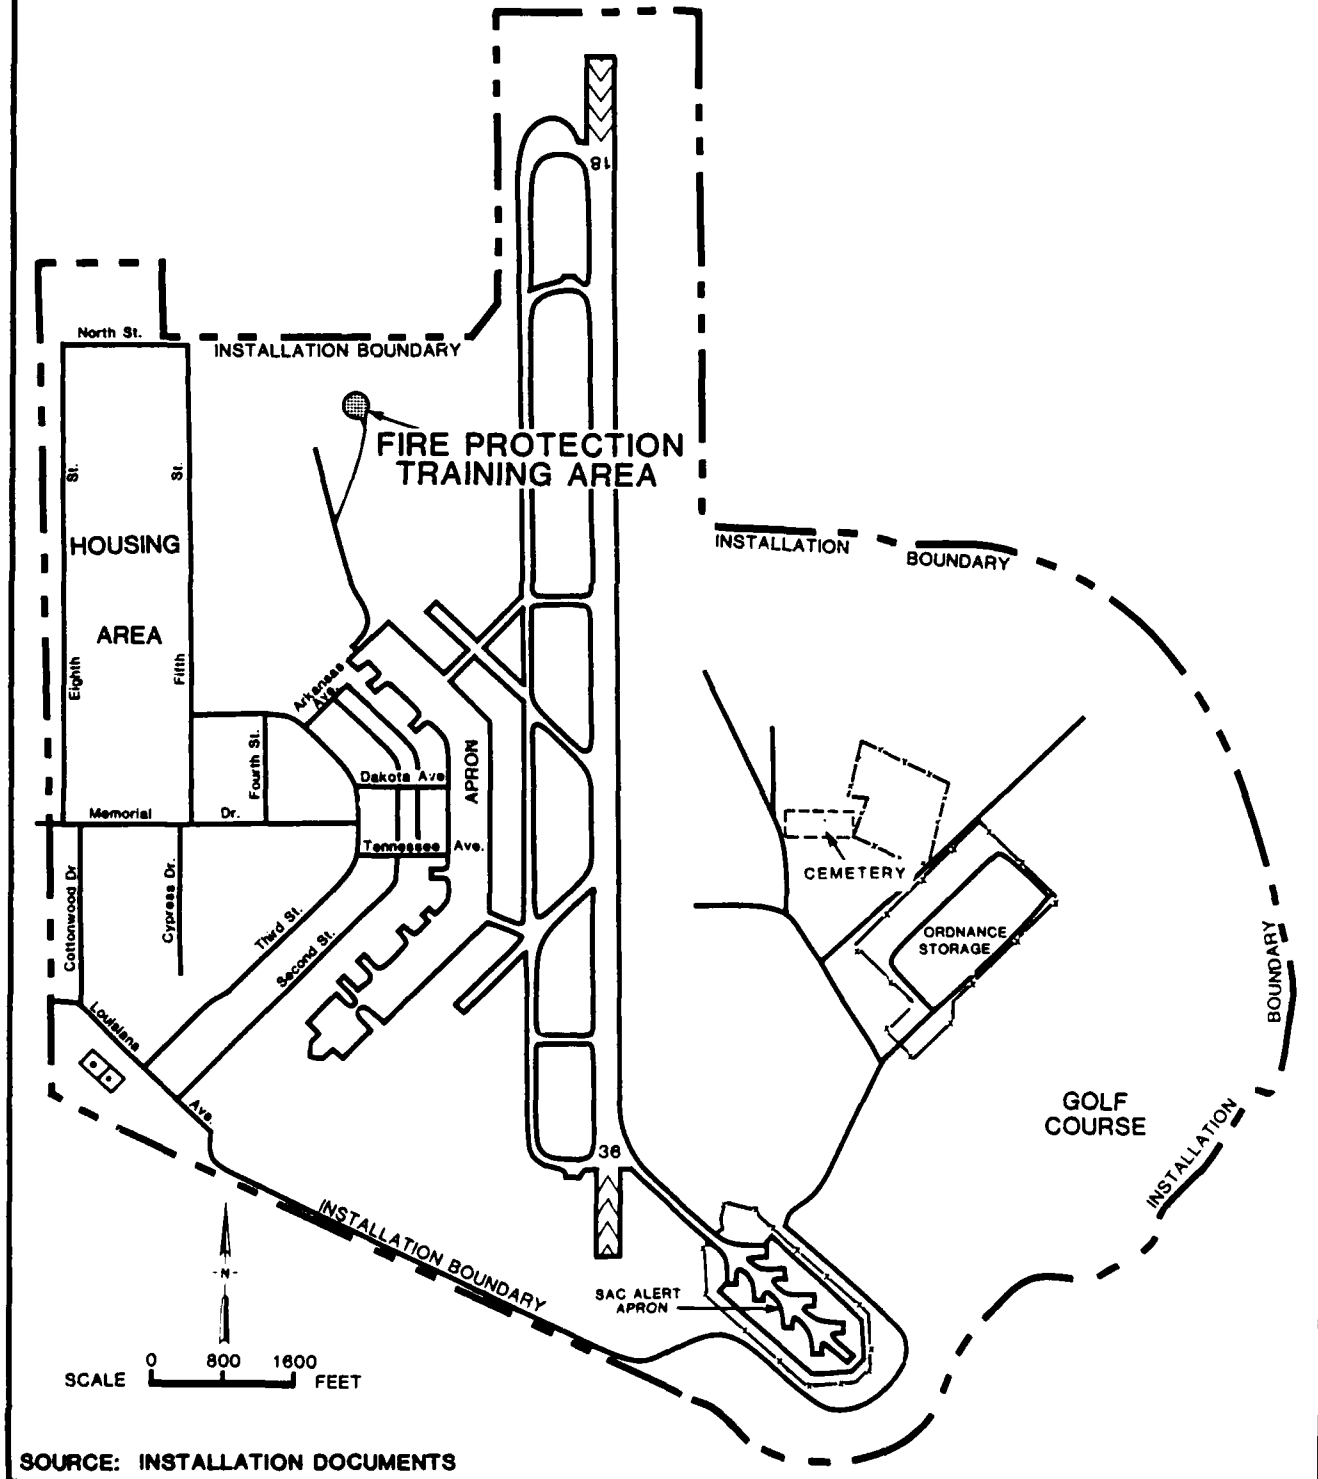 18
North St.
INSTALLATION BOUNDARY
FIRE PROTECTION
TRAINING AREA
St.
St.
HOUSING
AREA
Eighth
Fifth
INSTALLATION
BOUNDARY
Arkansas
Ave.
Fourth St.
Dakota Ave
APRON
Memorial
Dr.
Tennessee
Ave.
CEMETERY
Cottonwood Dr
Cypress Dr.
Third St.
Second St.
ORDNANCE
STORAGE
BOUNDARY
Louisiana
Ave.
GOLF
COURSE
INSTALLATION
36
INSTALLATION BOUNDARY
-N-
SAC ALERT
APRON
0 800 1600
SCALE FEET
SOURCE: INSTALLATION DOCUMENTS